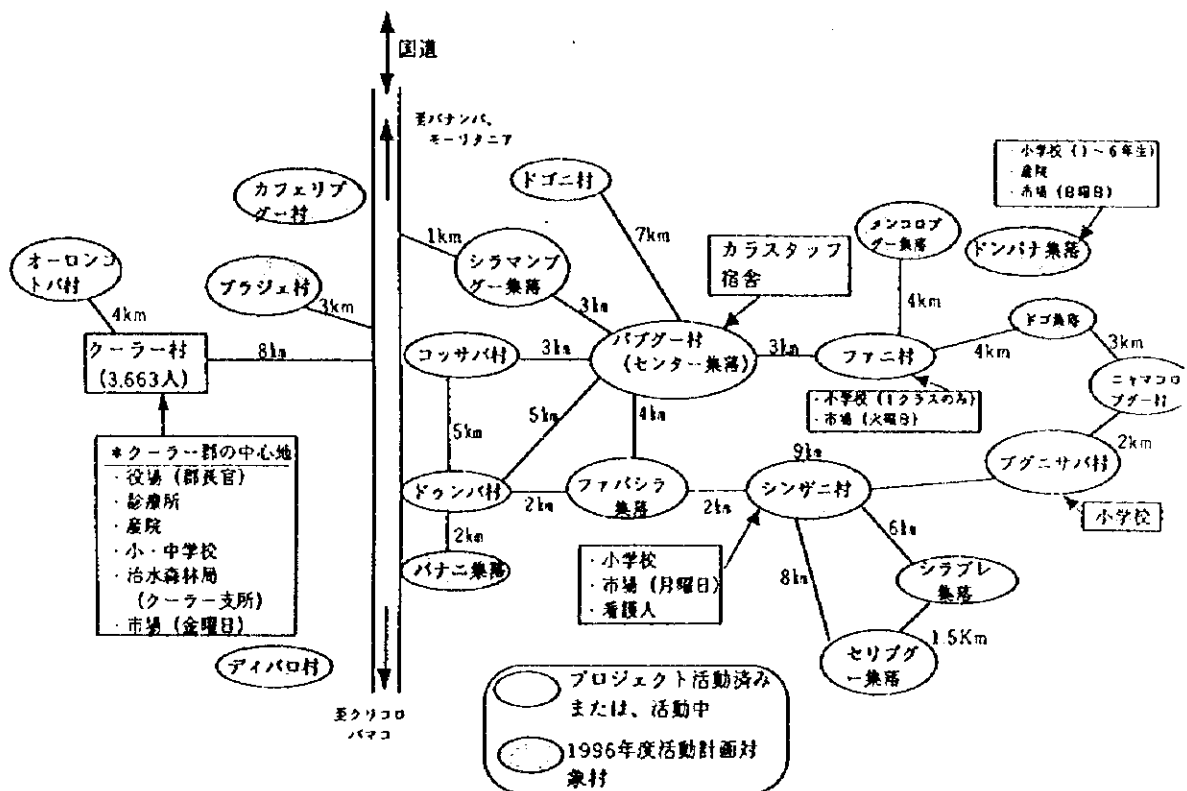 国道
至バナンバ、
モーリタニア
カフェリブ
グー村
オーロンコ
トバ村
ブラジェ村
4km
3km
クーラー村
(3.663人)
8km
*クーラー郡の中心地
・役場(郡長官)
・診療所
・産院
・小・中学校
・治水森林局
(クーラー支所)
・市場(金曜日)
ディバロ村
至クリコロ
バマコ
1km
シラマンブ
グー集落
ドゴニ村
7km
3km
カラスタッフ
宿舎
コッサバ村
3km
バブグー村
(センター集落)
3km
ファニ村
・小学校(1クラスのみ)
・市場(火曜日)
4km
メンコロブ
グー集落
・小学校(1～6年生)
・産院
・市場(日曜日)
ドンバナ集落
4km
ドゴ集落
3km
ニャマコロ
ブグー村
2km
ブグニサバ村
小学校
5km
5km
4km
ドゥンバ村
2km
ファバシラ
集落
2km
シンザニ村
9km
2km
バナニ集落
・小学校
・市場(月曜日)
・看護人
8km
6km
シラブレ
集落
1.5Km
セリブグ
ー集落
プロジェクト活動済み
または、活動中
1996年度活動計画対
象村